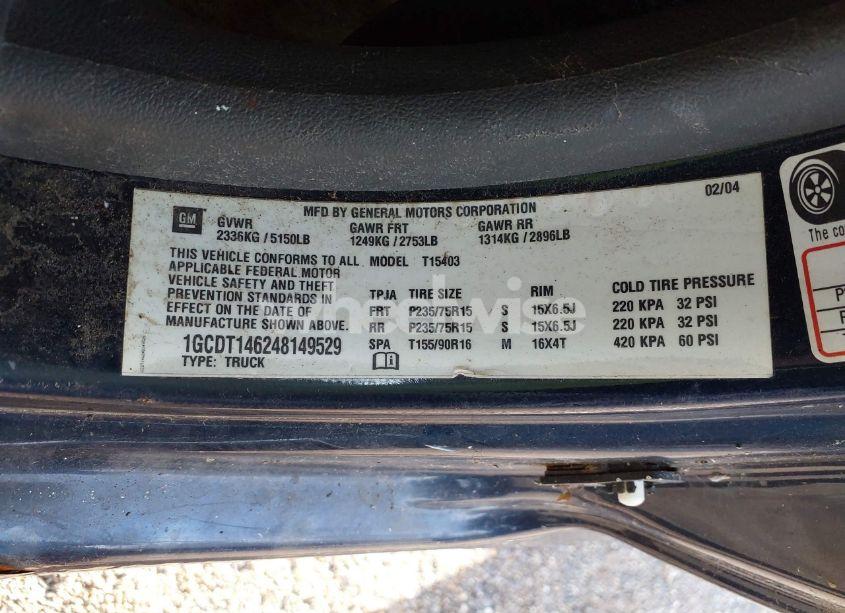 MFD BY GENERAL MOTORS CORPORATION
02/04
GM
GVWR GAWR FRT GAWR RR
2336KG / 5150LB 1249KG / 2753LB 1314KG / 2896LB
THIS VEHICLE CONFORMS TO ALL MODEL T15403
APPLICABLE FEDERAL MOTOR
VEHICLE SAFETY AND THEFT
PREVENTION STANDARDS IN
EFFECT ON THE DATE OF
MANUFACTURE SHOWN ABOVE.
1GCDT146248149529
TYPE: TRUCK
TPJA TIRE SIZE RIM COLD TIRE PRESSURE
FRT P235/75R15 S 15X6.5J 220 KPA 32 PSI
RR P235/75R15 S 15X6.5J 220 KPA 32 PSI
SPA T155/90R16 M 16X4T 420 KPA 60 PSI
The co
wheelwise